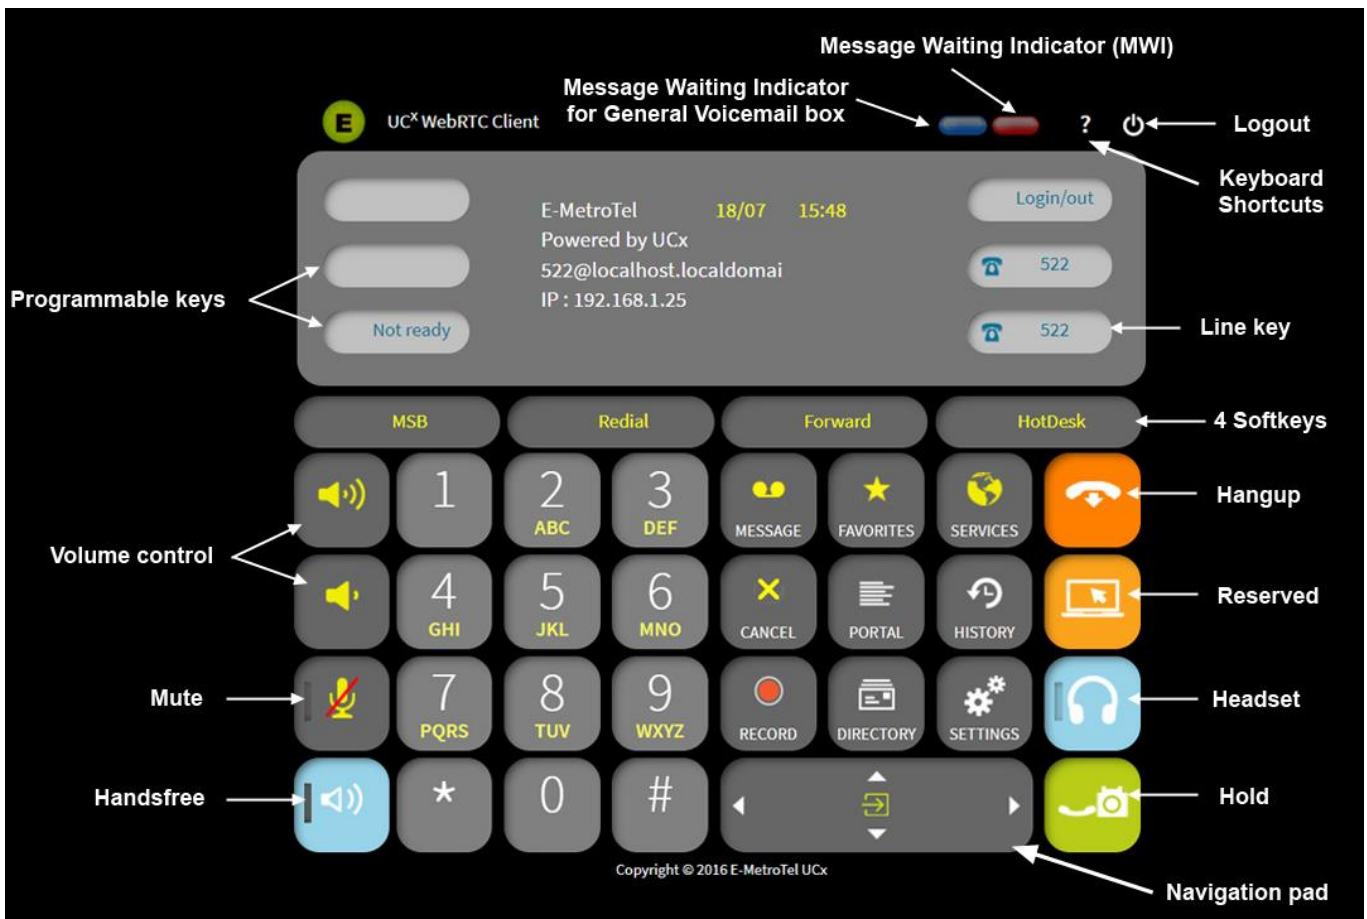 Message Waiting Indicator (MWI)
Message Waiting Indicator
for General Voicemail box
E
UCx WebRTC Client
?
Logout
Keyboard
Shortcuts
E-MetroTel 18/07 15:48
Powered by UCx
522@localhost.localdomai
IP : 192.168.1.25
Login/out
522
522
Programmable keys
Not ready
Line key
MSB
Redial
Forward
HotDesk
4 Softkeys
1
2
ABC
3
DEF
MESSAGE
FAVORITES
SERVICES
Hangup
Volume control
4
GHI
5
JKL
6
MNO
CANCEL
PORTAL
HISTORY
Reserved
Mute
7
PQRS
8
TUV
9
WXYZ
RECORD
DIRECTORY
SETTINGS
Headset
Handsfree
*
0
#
Hold
Copyright © 2016 E-MetroTel UCx
Navigation pad